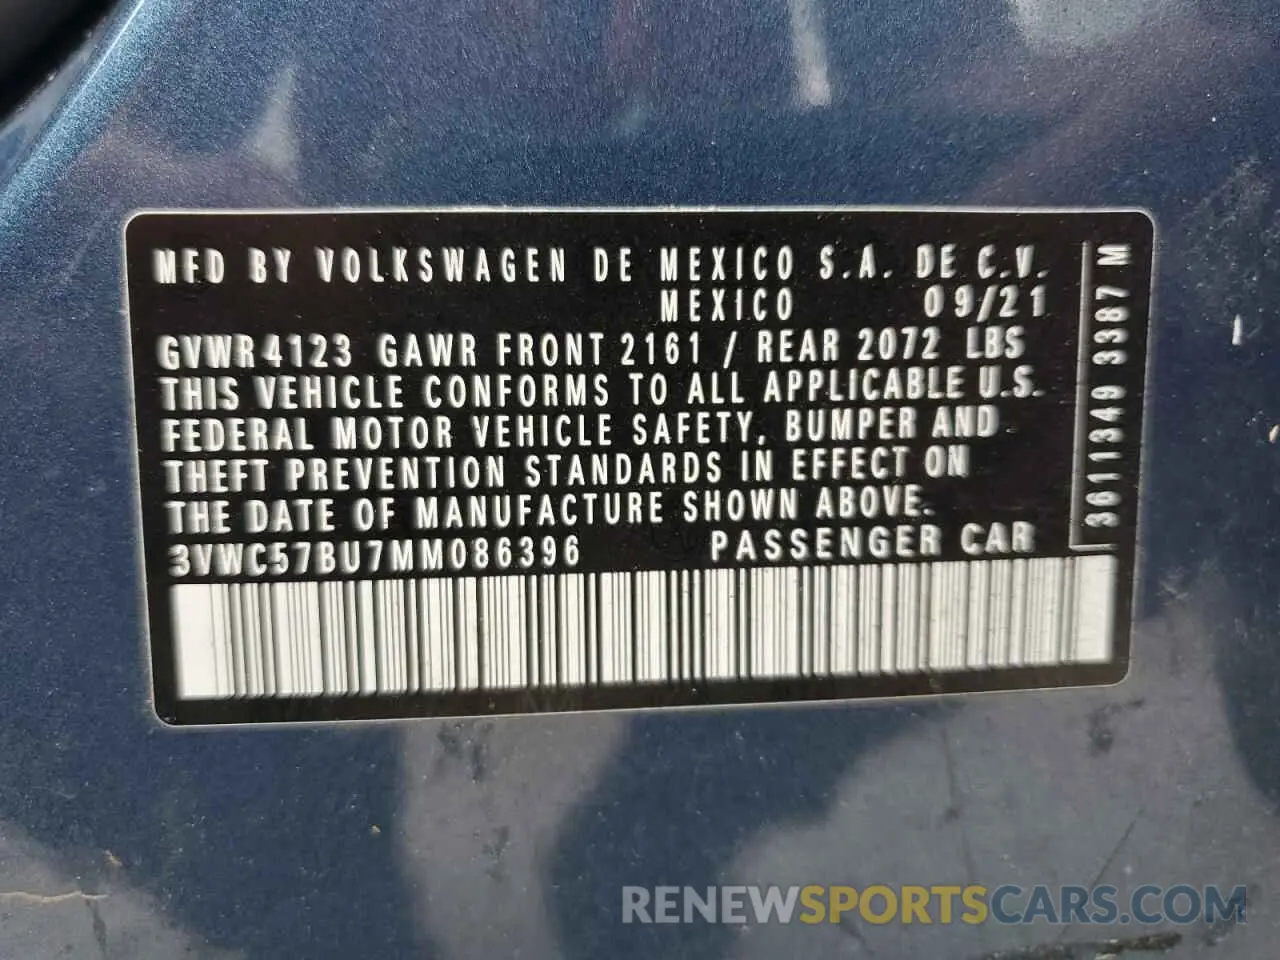 MFD BY VOLKSWAGEN DE MEXICO S.A. DE C.V.
MEXICO 09/21
GVWR 4123 GAWR FRONT 2161 / REAR 2072 LBS
THIS VEHICLE CONFORMS TO ALL APPLICABLE U.S.
FEDERAL MOTOR VEHICLE SAFETY, BUMPER AND
THEFT PREVENTION STANDARDS IN EFFECT ON
THE DATE OF MANUFACTURE SHOWN ABOVE.
3VWC57BU7MM086396 PASSENGER CAR
3611349 3387 M
RENEWSPORTSCARS.COM